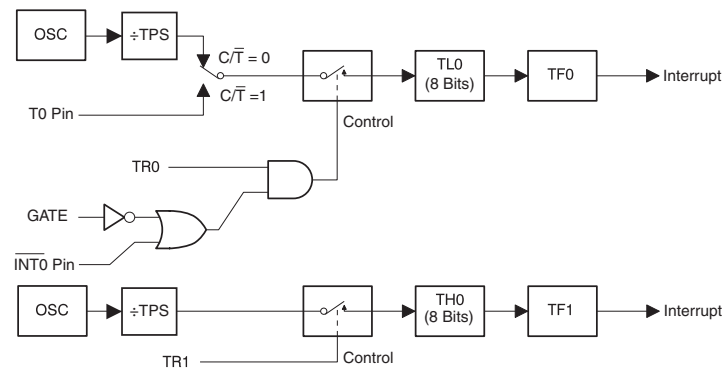 OSC
÷TPS
C/T̅ = 0
C/T̅ =1
T0 Pin
TL0
(8 Bits)
TF0
Interrupt
Control
TR0
GATE
I̅N̅T̅0̅ Pin
OSC
÷TPS
TH0
(8 Bits)
TF1
Interrupt
TR1
Control